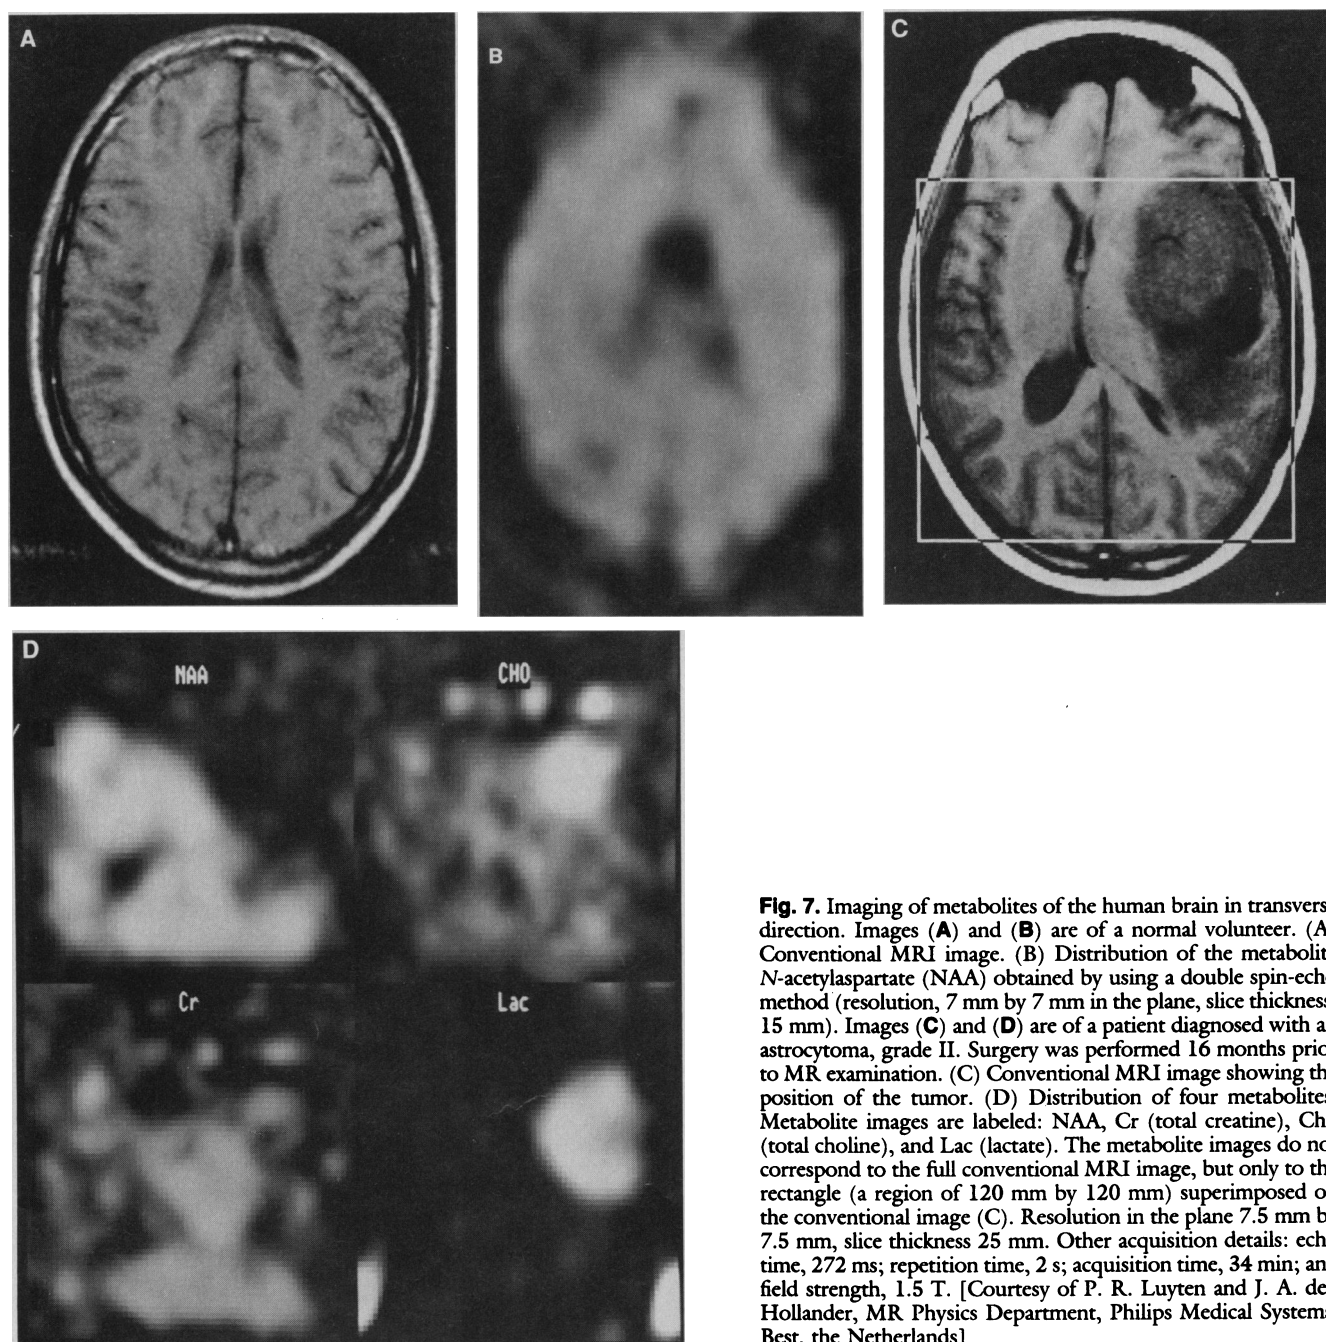 A
B
C
D
NAA
CHO
Cr
Lac
Fig. 7. Imaging of metabolites of the human brain in transvers
direction. Images (A) and (B) are of a normal volunteer. (A
Conventional MRI image. (B) Distribution of the metabolit
N-acetylaspartate (NAA) obtained by using a double spin-ech
method (resolution, 7 mm by 7 mm in the plane, slice thickness
15 mm). Images (C) and (D) are of a patient diagnosed with a
astrocytoma, grade II. Surgery was performed 16 months prio
to MR examination. (C) Conventional MRI image showing th
position of the tumor. (D) Distribution of four metabolites
Metabolite images are labeled: NAA, Cr (total creatine), Ch
(total choline), and Lac (lactate). The metabolite images do no
correspond to the full conventional MRI image, but only to th
rectangle (a region of 120 mm by 120 mm) superimposed o
the conventional image (C). Resolution in the plane 7.5 mm b
7.5 mm, slice thickness 25 mm. Other acquisition details: ech
time, 272 ms; repetition time, 2 s; acquisition time, 34 min; an
field strength, 1.5 T. [Courtesy of P. R. Luyten and J. A. de
Hollander, MR Physics Department, Philips Medical Systems
Best, the Netherlands]